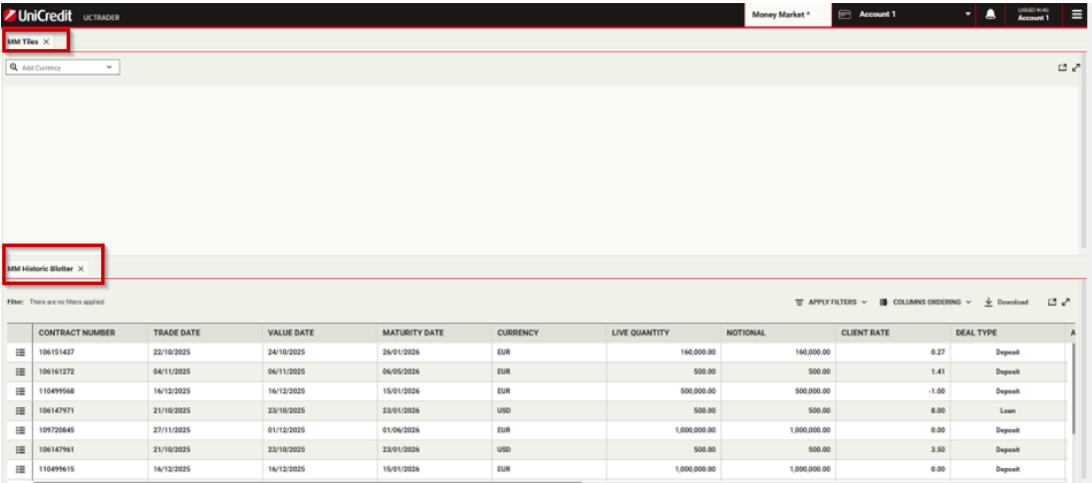 UniCredit UCTRADER Money Market * Account 1 LOGGED IN AS Account 1
MM Tiles ×
Add Currency
MM Historic Blotter ×
Filter: There are no filters applied APPLY FILTERS COLUMNS ORDERING Download
CONTRACT NUMBER TRADE DATE VALUE DATE MATURITY DATE CURRENCY LIVE QUANTITY NOTIONAL CLIENT RATE DEAL TYPE A
106151437 22/10/2025 24/10/2025 26/01/2026 EUR 160,000.00 160,000.00 0.27 Deposit
106161272 04/11/2025 06/11/2025 06/05/2026 EUR 500.00 500.00 1.41 Deposit
110499568 16/12/2025 16/12/2025 15/01/2026 EUR 500,000.00 500,000.00 -1.00 Deposit
106147971 21/10/2025 23/10/2025 23/01/2026 USD 500.00 500.00 8.00 Loan
109720845 27/11/2025 01/12/2025 01/06/2026 EUR 1,000,000.00 1,000,000.00 0.00 Deposit
106147961 21/10/2025 23/10/2025 23/01/2026 USD 500.00 500.00 3.50 Deposit
110499615 16/12/2025 16/12/2025 15/01/2026 EUR 1,000,000.00 1,000,000.00 0.00 Deposit